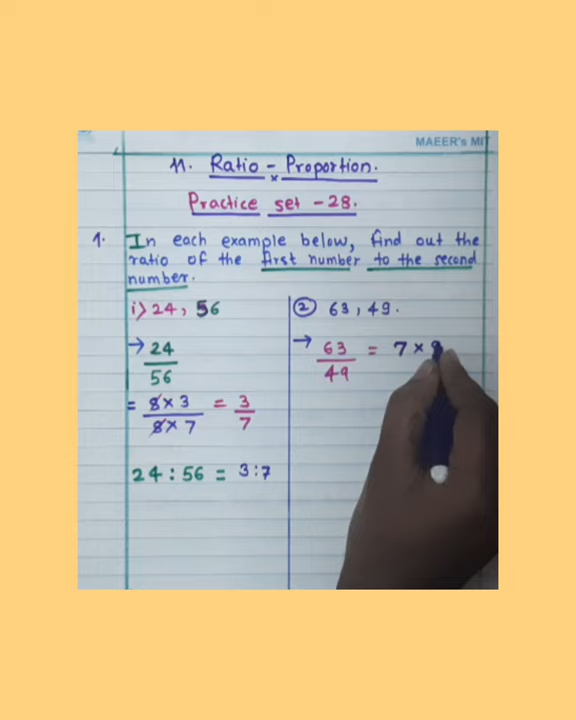 MAEER's MIT
11. Ratio - Proportion.
Practice set - 28.
1. In each example below, find out the
ratio of the first number to the second
number.
i) 24, 56
→ 24
56
= 8 × 3 = 3
8 × 7 7
24 : 56 = 3:7
② 63, 49.
→ 63 = 7 × 9
49